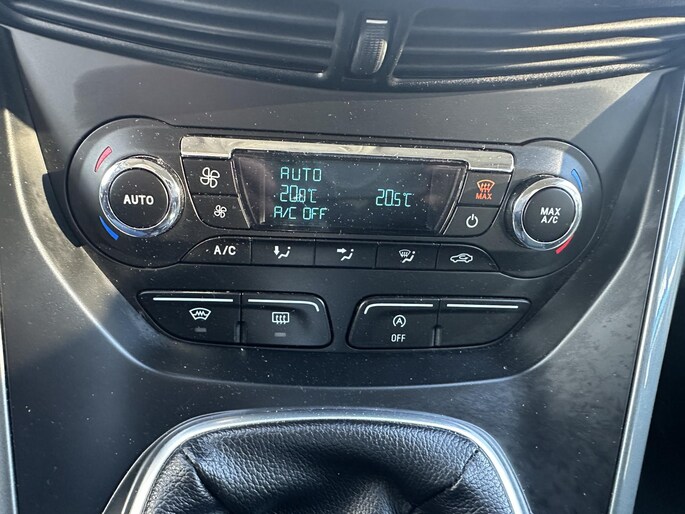 AUTO
AUTO
20.0°C 20.5°C
A/C OFF
MAX
MAX
A/C
A/C
A
OFF